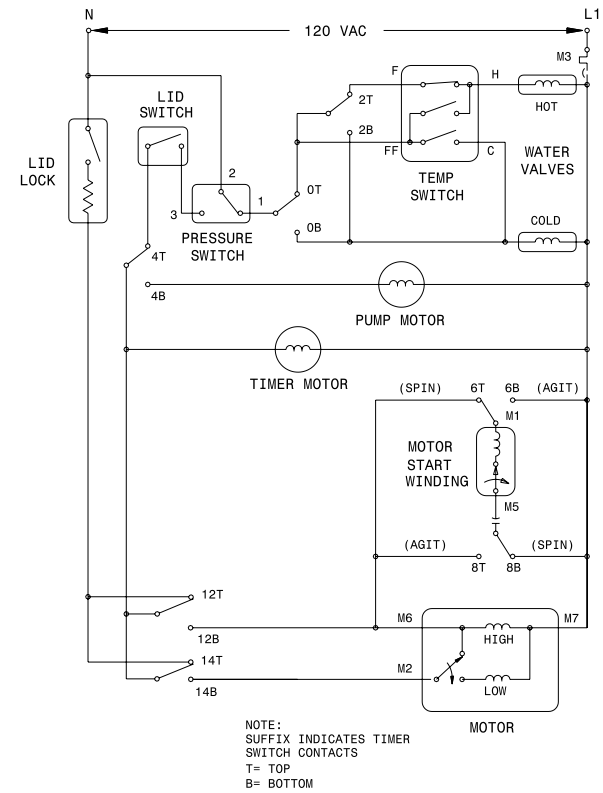 N
L1
120 VAC
M3
F
H
HOT
LID
SWITCH
2T
2B
LID
LOCK
FF
C
WATER
VALVES
TEMP
SWITCH
2
1
3
0T
0B
COLD
PRESSURE
SWITCH
4T
4B
PUMP MOTOR
TIMER MOTOR
(SPIN)
6T
6B
(AGIT)
M1
MOTOR
START
WINDING
M5
(AGIT)
8T
8B
(SPIN)
12T
12B
M6
M7
HIGH
14T
14B
M2
LOW
MOTOR
NOTE:
SUFFIX INDICATES TIMER
SWITCH CONTACTS
T= TOP
B= BOTTOM